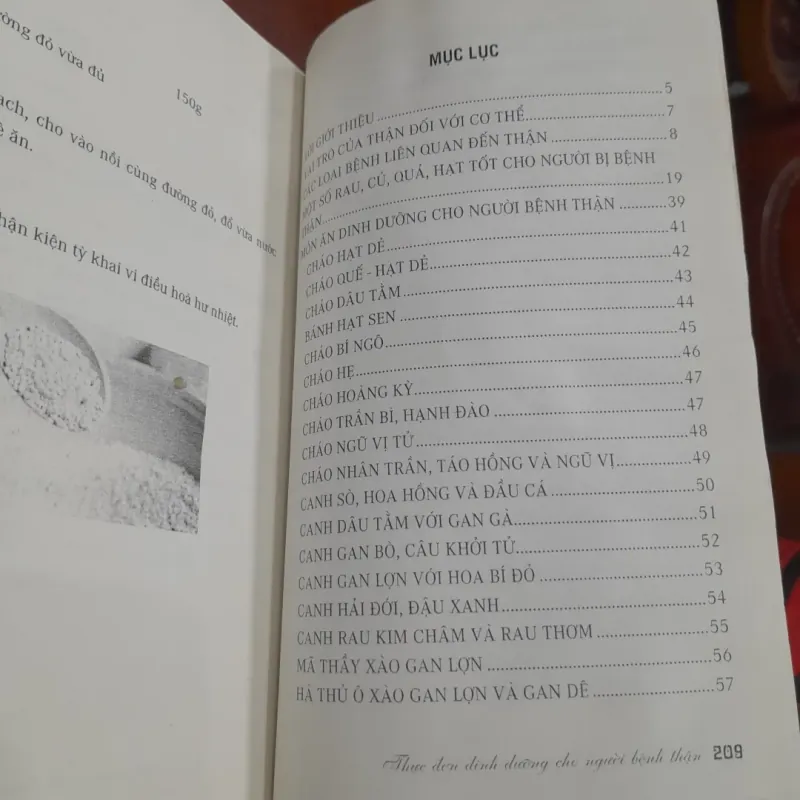 ờng đỏ vừa đủ
150g
ạch, cho vào nồi cùng đường đỏ, đổ vừa nước
ể ăn.
hận kiện tỳ khai vi điều hoà hư nhiệt.
MỤC LỤC
LỜI GIỚI THIỆU ..... 5
VAI TRÒ CỦA THẬN ĐỐI VỚI CƠ THỂ ..... 7
CÁC LOẠI BỆNH LIÊN QUAN ĐẾN THẬN ..... 8
MỘT SỐ RAU, CỦ, QUẢ, HẠT TỐT CHO NGƯỜI BỊ BỆNH
THẬN ..... 19
MÓN ĂN DINH DƯỠNG CHO NGƯỜI BỆNH THẬN ..... 39
CHÁO HẠT DẺ ..... 41
CHÁO QUẾ - HẠT DẺ ..... 42
CHÁO DÂU TẰM ..... 43
BÁNH HẠT SEN ..... 44
CHÁO BÍ NGÔ ..... 45
CHÁO HẸ ..... 46
CHÁO HOÀNG KỲ ..... 47
CHÁO TRẦN BÌ, HẠNH ĐÀO ..... 47
CHÁO NGŨ VỊ TỬ ..... 48
CHÁO NHÂN TRẦN, TÁO HỒNG VÀ NGŨ VỊ ..... 49
CANH SÒ, HOA HỒNG VÀ ĐẦU CÁ ..... 50
CANH DÂU TẰM VỚI GAN GÀ ..... 51
CANH GAN BÒ, CÂU KHỞI TỬ ..... 52
CANH GAN LỢN VỚI HOA BÍ ĐỎ ..... 53
CANH HẢI ĐỚI, ĐẬU XANH ..... 54
CANH RAU KIM CHÂM VÀ RAU THƠM ..... 55
MÃ THẦY XÀO GAN LỢN ..... 56
HÀ THỦ Ô XÀO GAN LỢN VÀ GAN DÊ ..... 57
Thực đơn dinh dưỡng cho người bệnh thận 209